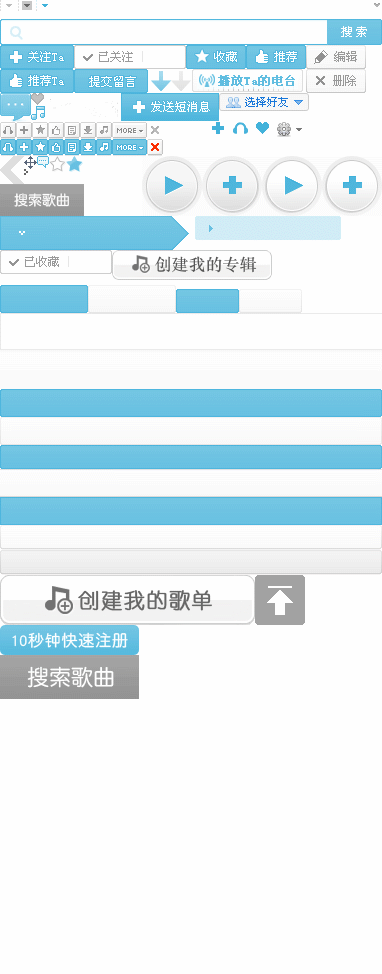 搜 索
关注Ta 已关注 收藏 推荐 编辑
推荐Ta 提交留言 播放Ta的电台 删除
发送短消息 选择好友
MORE
MORE
搜索歌曲
已收藏 创建我的专辑
创建我的歌单
10秒钟快速注册
搜索歌曲